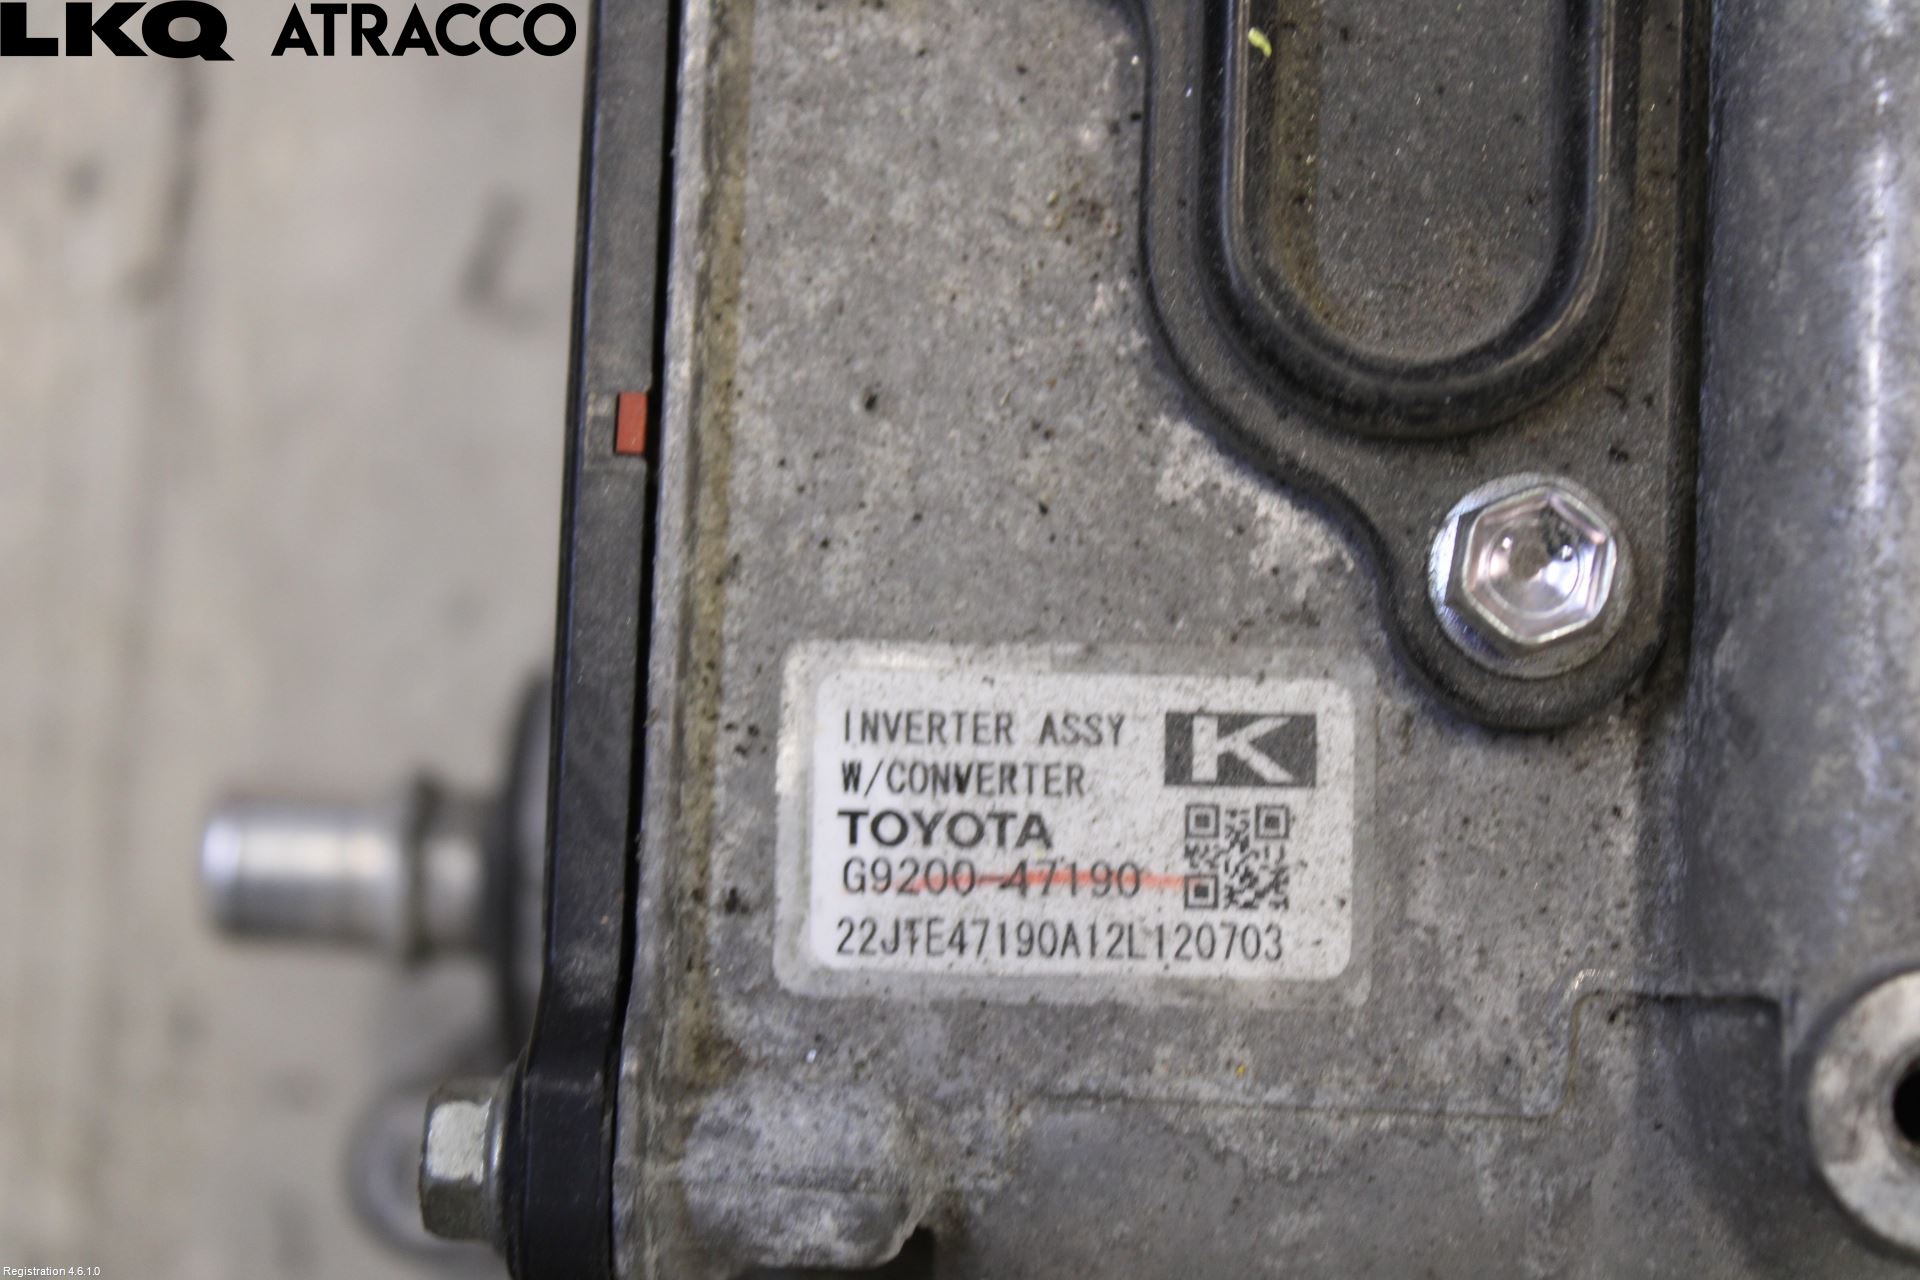 LKQ ATRACCO
INVERTER ASSY
K
W/CONVERTER
TOYOTA
G9200-47190
22JTE47190A12L120703
Registration 4.6.1.0